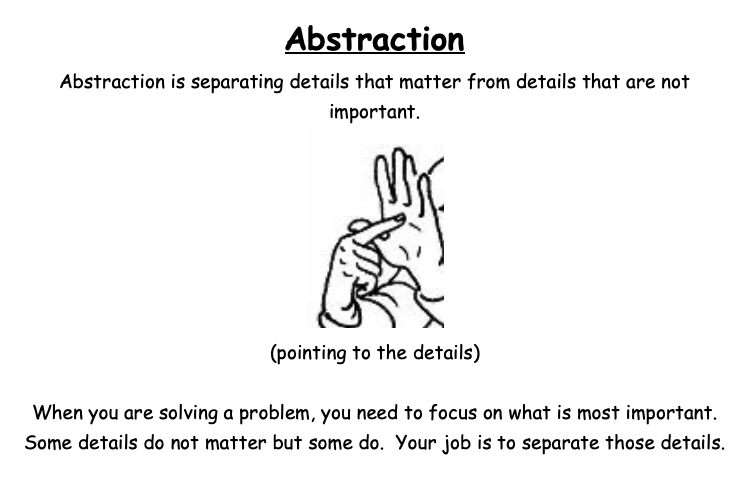 Abstraction
Abstraction is separating details that matter from details that are not
important.
(pointing to the details)
When you are solving a problem, you need to focus on what is most important.
Some details do not matter but some do.  Your job is to separate those details.